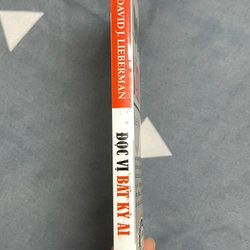 DAVID J. LIEBERMAN
ĐỌC VỊ BẤT KỲ AI